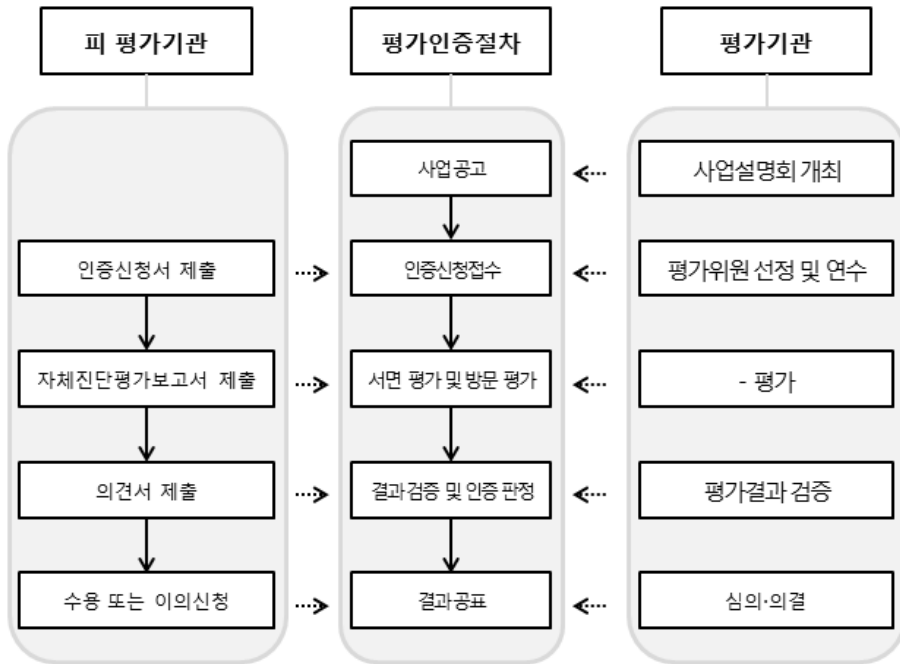 피 평가기관
평가인증절차
평가기관
사업공고
사업설명회 개최
인증신청서 제출
인증신청접수
평가위원 선정 및 연수
자체진단평가보고서 제출
서면 평가 및 방문 평가
- 평가
의견서 제출
결과 검증 및 인증 판정
평가결과 검증
수용 또는 이의신청
결과공표
심의·의결